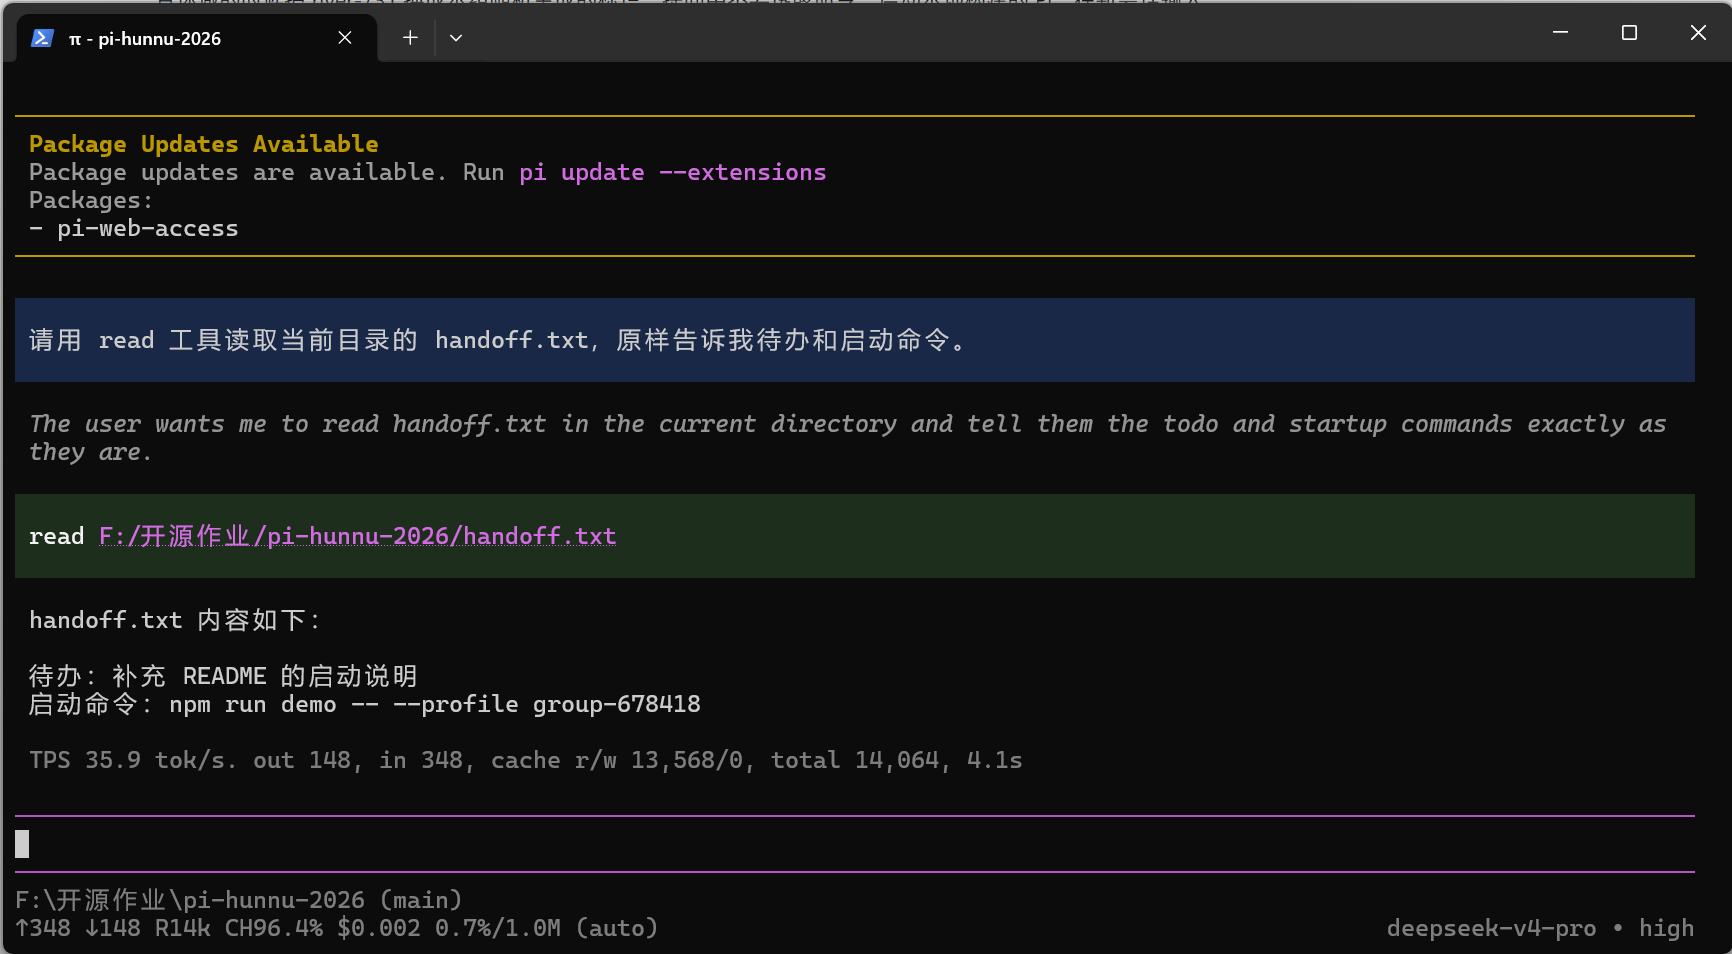 π - pi-hunnu-2026
Package Updates Available
Package updates are available. Run pi update --extensions
Packages:
- pi-web-access
请用 read 工具读取当前目录的 handoff.txt，原样告诉我待办和启动命令。
The user wants me to read handoff.txt in the current directory and tell them the todo and startup commands exactly as
they are.
read F:/开源作业/pi-hunnu-2026/handoff.txt
handoff.txt 内容如下：
待办：补充 README 的启动说明
启动命令：npm run demo -- --profile group-678418
TPS 35.9 tok/s. out 148, in 348, cache r/w 13,568/0, total 14,064, 4.1s
F:\开源作业\pi-hunnu-2026 (main)
↑348 ↓148 R14k CH96.4% $0.002 0.7%/1.0M (auto) deepseek-v4-pro • high